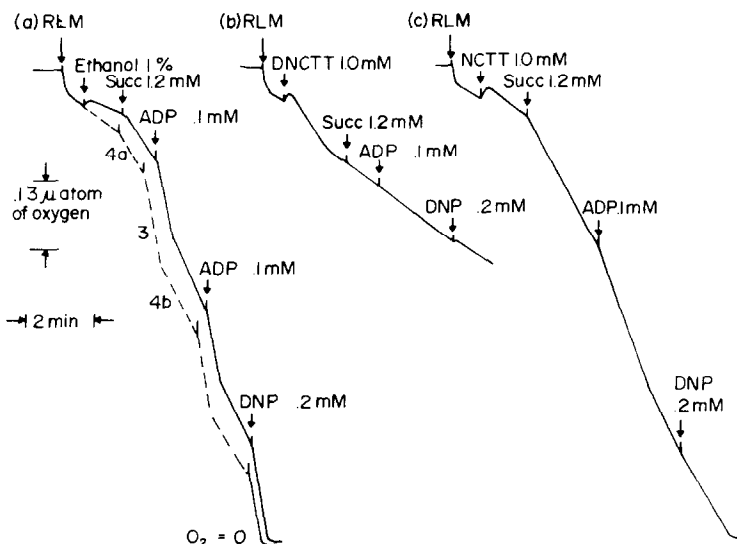 (a) RLM
Ethanol 1 %
Succ 1.2 mM
ADP .1 mM
4a
.13 μ atom
of oxygen
3
ADP .1 mM
4b
2 min
DNP .2 mM
O₂ = 0
(b) RLM
DNCTT 1.0 mM
Succ 1.2 mM
ADP .1 mM
DNP .2 mM
(c) RLM
NCTT 1.0 mM
Succ 1.2 mM
ADP .1 mM
DNP
.2 mM